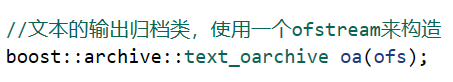 //文本的输出归档类，使用一个ofstream来构造
boost::archive::text_oarchive oa(ofs);